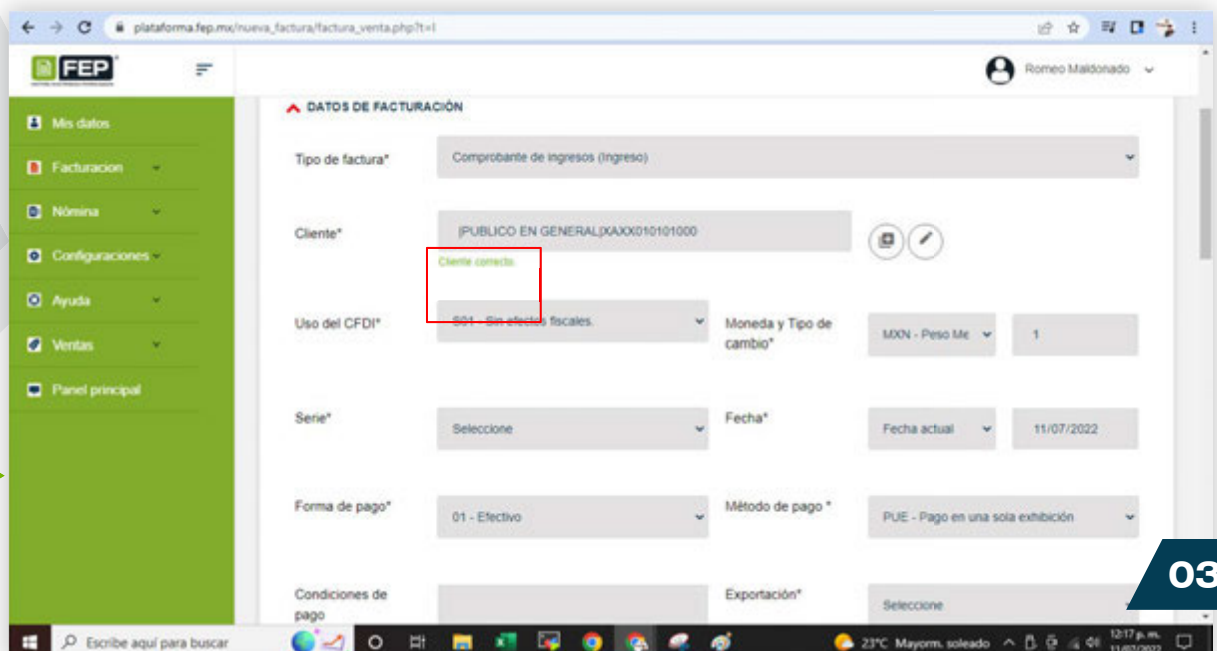 plataforma.fep.mx/nueva_factura/factura_venta.php?t=I
FEP
Romeo Maldonado
Mis datos
Facturacion
Nómina
Configuraciones
Ayuda
Ventas
Panel principal
DATOS DE FACTURACIÓN
Tipo de factura*
Comprobante de ingresos (Ingreso)
Cliente*
|PUBLICO EN GENERAL|XAXX010101000
Cliente correcto.
Uso del CFDI*
S01 - Sin efectos fiscales.
Moneda y Tipo de
cambio*
MXN - Peso Me
1
Serie*
Seleccione
Fecha*
Fecha actual
11/07/2022
Forma de pago*
01 - Efectivo
Método de pago *
PUE - Pago en una sola exhibición
Condiciones de
pago
Exportación*
Seleccione
03
Escribe aquí para buscar
23°C Mayorm. soleado
12:17 p. m.
11/07/2022